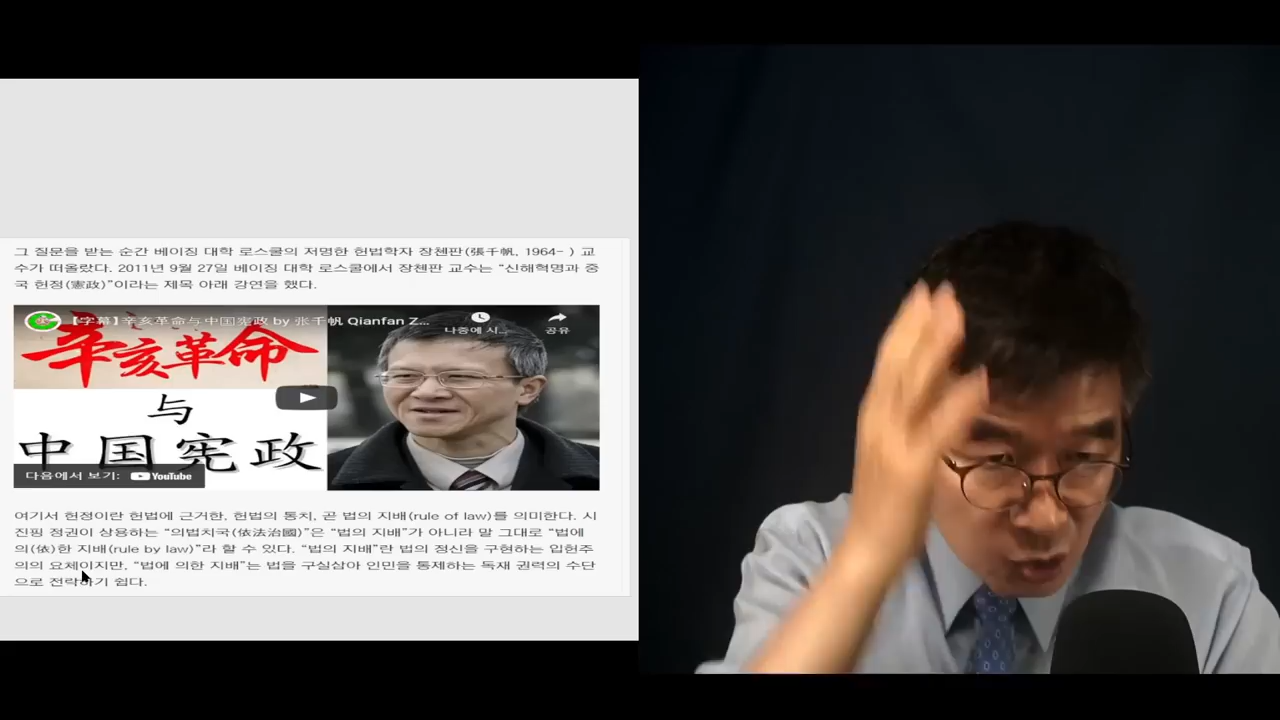 그 질문을 받는 순간 베이징 대학 로스쿨의 저명한 헌법학자 장첸판(張千帆, 1964- ) 교
수가 떠올랐다. 2011년 9월 27일 베이징 대학 로스쿨에서 장첸판 교수는 “신해혁명과 중
국 헌정(憲政)”이라는 제목 아래 강연을 했다.
【字幕】辛亥革命与中国宪政 by 张千帆 Qianfan Z...
나중에 시...
공유
辛亥革命
与
中国宪政
다음에서 보기: YouTube
여기서 헌정이란 헌법에 근거한, 헌법의 통치, 곧 법의 지배(rule of law)를 의미한다. 시
진핑 정권이 상용하는 “의법치국(依法治國)”은 “법의 지배”가 아니라 말 그대로 “법에
의(依)한 지배(rule by law)”라 할 수 있다. “법의 지배”란 법의 정신을 구현하는 입헌주
의의 요체이지만, “법에 의한 지배”는 법을 구실삼아 인민을 통제하는 독재 권력의 수단
으로 전락하기 쉽다.